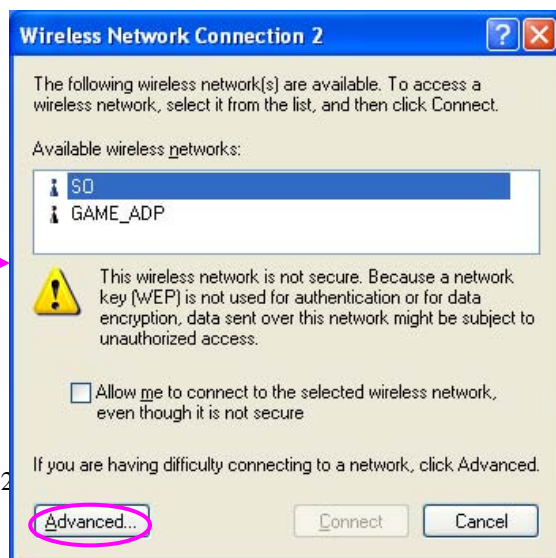 Wireless Network Connection 2
The following wireless network(s) are available. To access a
wireless network, select it from the list, and then click Connect.
Available wireless networks:
SO
GAME_ADP
This wireless network is not secure. Because a network
key (WEP) is not used for authentication or for data
encryption, data sent over this network might be subject to
unauthorized access.
Allow me to connect to the selected wireless network,
even though it is not secure
2
If you are having difficulty connecting to a network, click Advanced.
Advanced... Connect Cancel